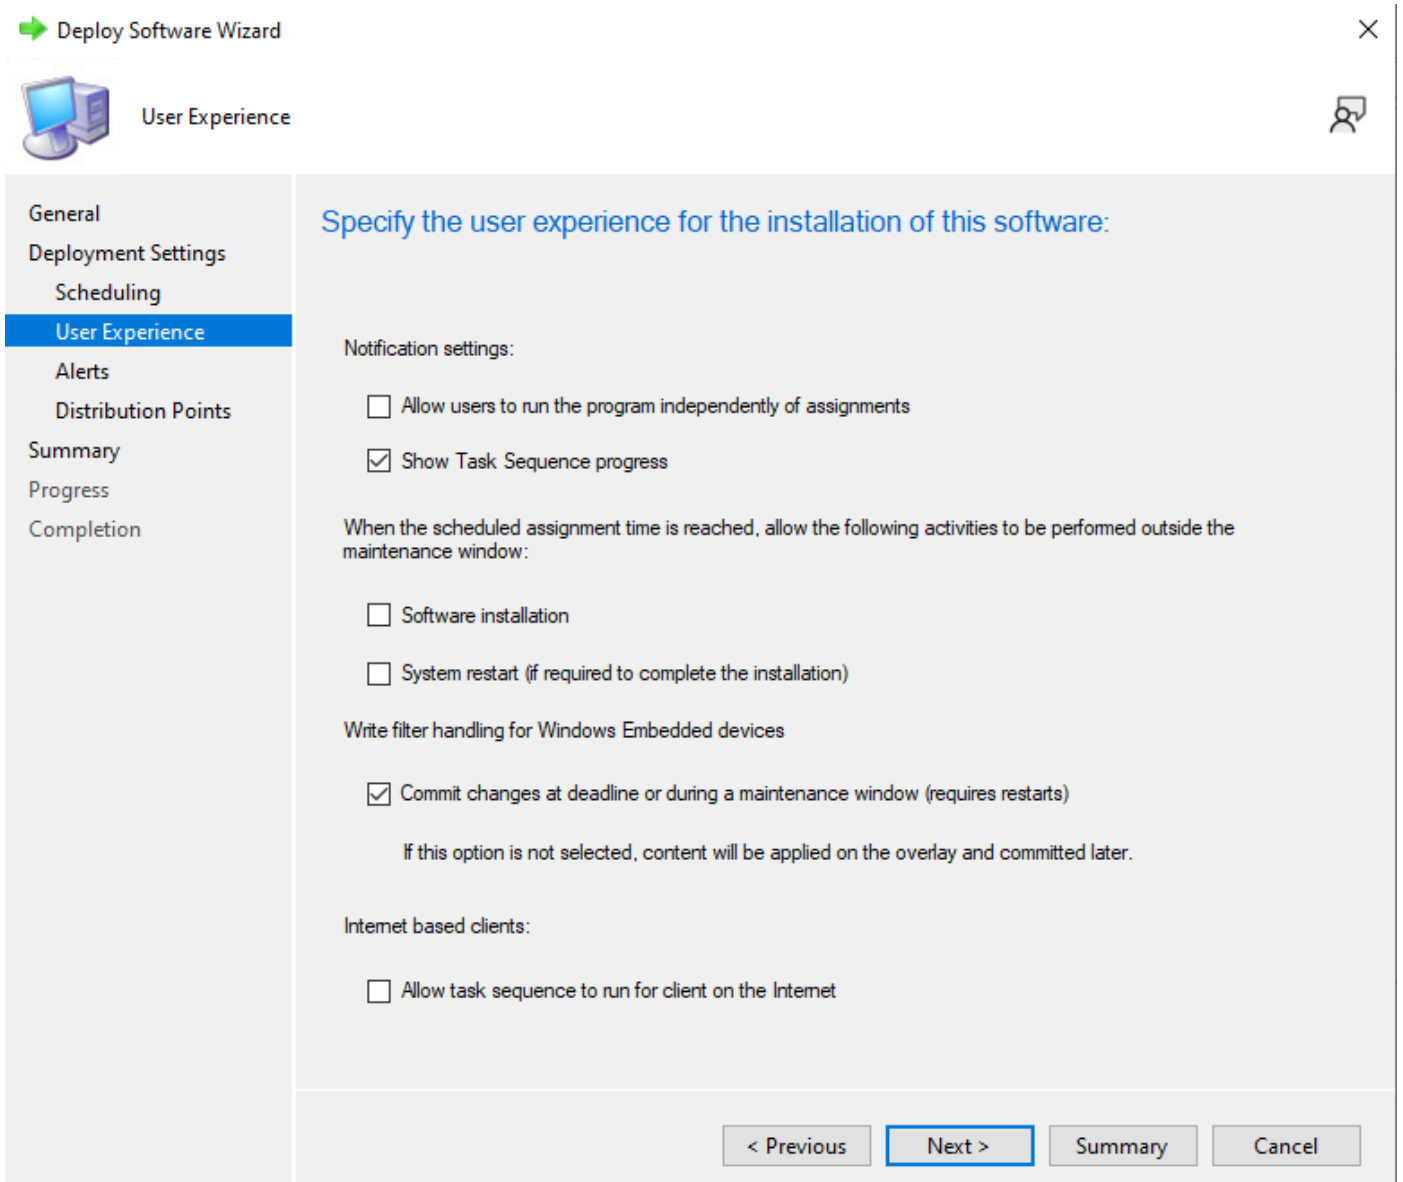 Deploy Software Wizard
User Experience
General
Deployment Settings
Scheduling
User Experience
Alerts
Distribution Points
Summary
Progress
Completion
Specify the user experience for the installation of this software:
Notification settings:
Allow users to run the program independently of assignments
Show Task Sequence progress
When the scheduled assignment time is reached, allow the following activities to be performed outside the
maintenance window:
Software installation
System restart (if required to complete the installation)
Write filter handling for Windows Embedded devices
Commit changes at deadline or during a maintenance window (requires restarts)
If this option is not selected, content will be applied on the overlay and committed later.
Internet based clients:
Allow task sequence to run for client on the Internet
< Previous
Next >
Summary
Cancel